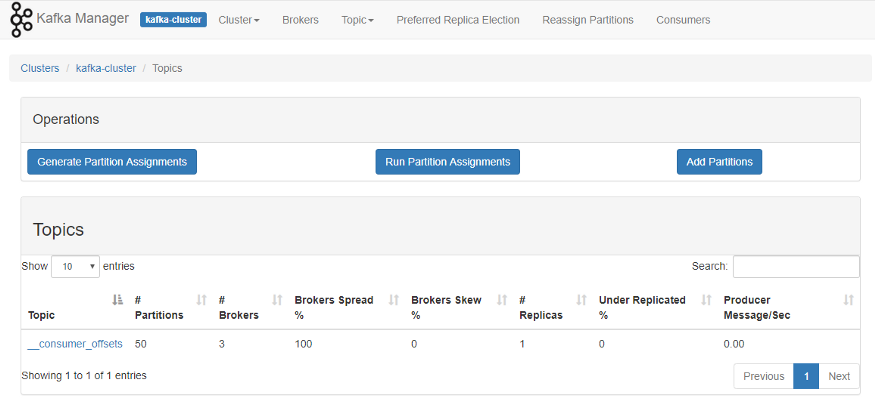 Kafka Manager kafka-cluster Cluster Brokers Topic Preferred Replica Election Reassign Partitions Consumers
Clusters / kafka-cluster / Topics
Operations
Generate Partition Assignments Run Partition Assignments Add Partitions
Topics
Show 10 entries Search:
# # Brokers Spread Brokers Skew # Under Replicated Producer
Topic Partitions Brokers % % Replicas % Message/Sec
__consumer_offsets 50 3 100 0 1 0 0.00
Showing 1 to 1 of 1 entries Previous 1 Next